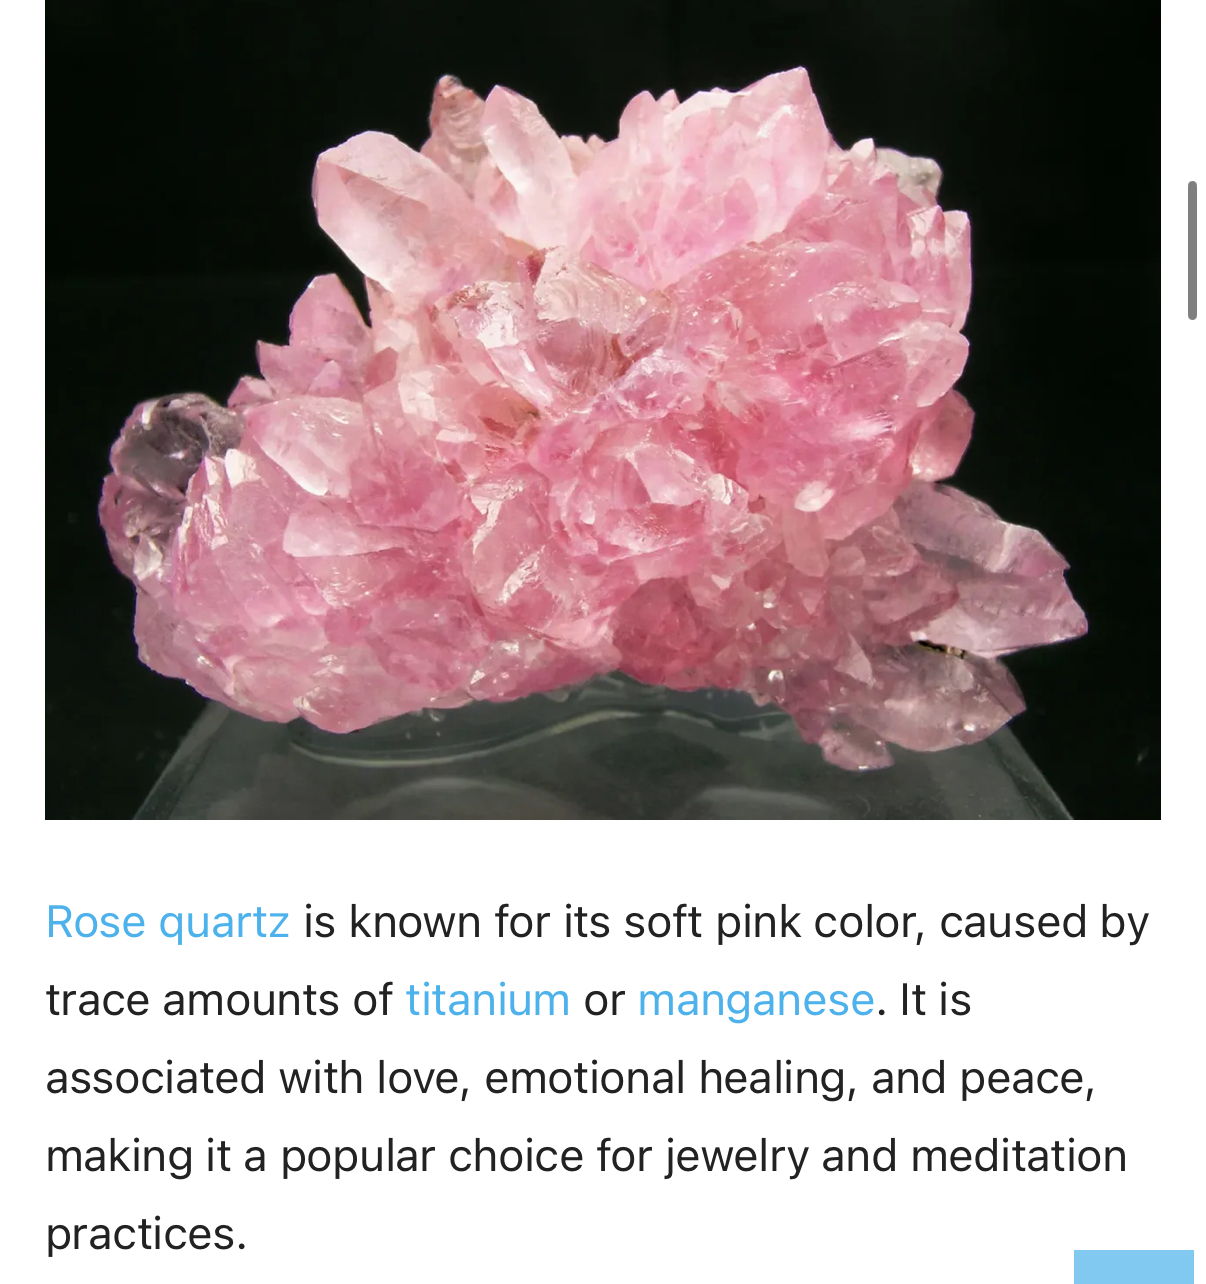 Rose quartz is known for its soft pink color, caused by
trace amounts of titanium or manganese. It is
associated with love, emotional healing, and peace,
making it a popular choice for jewelry and meditation
practices.